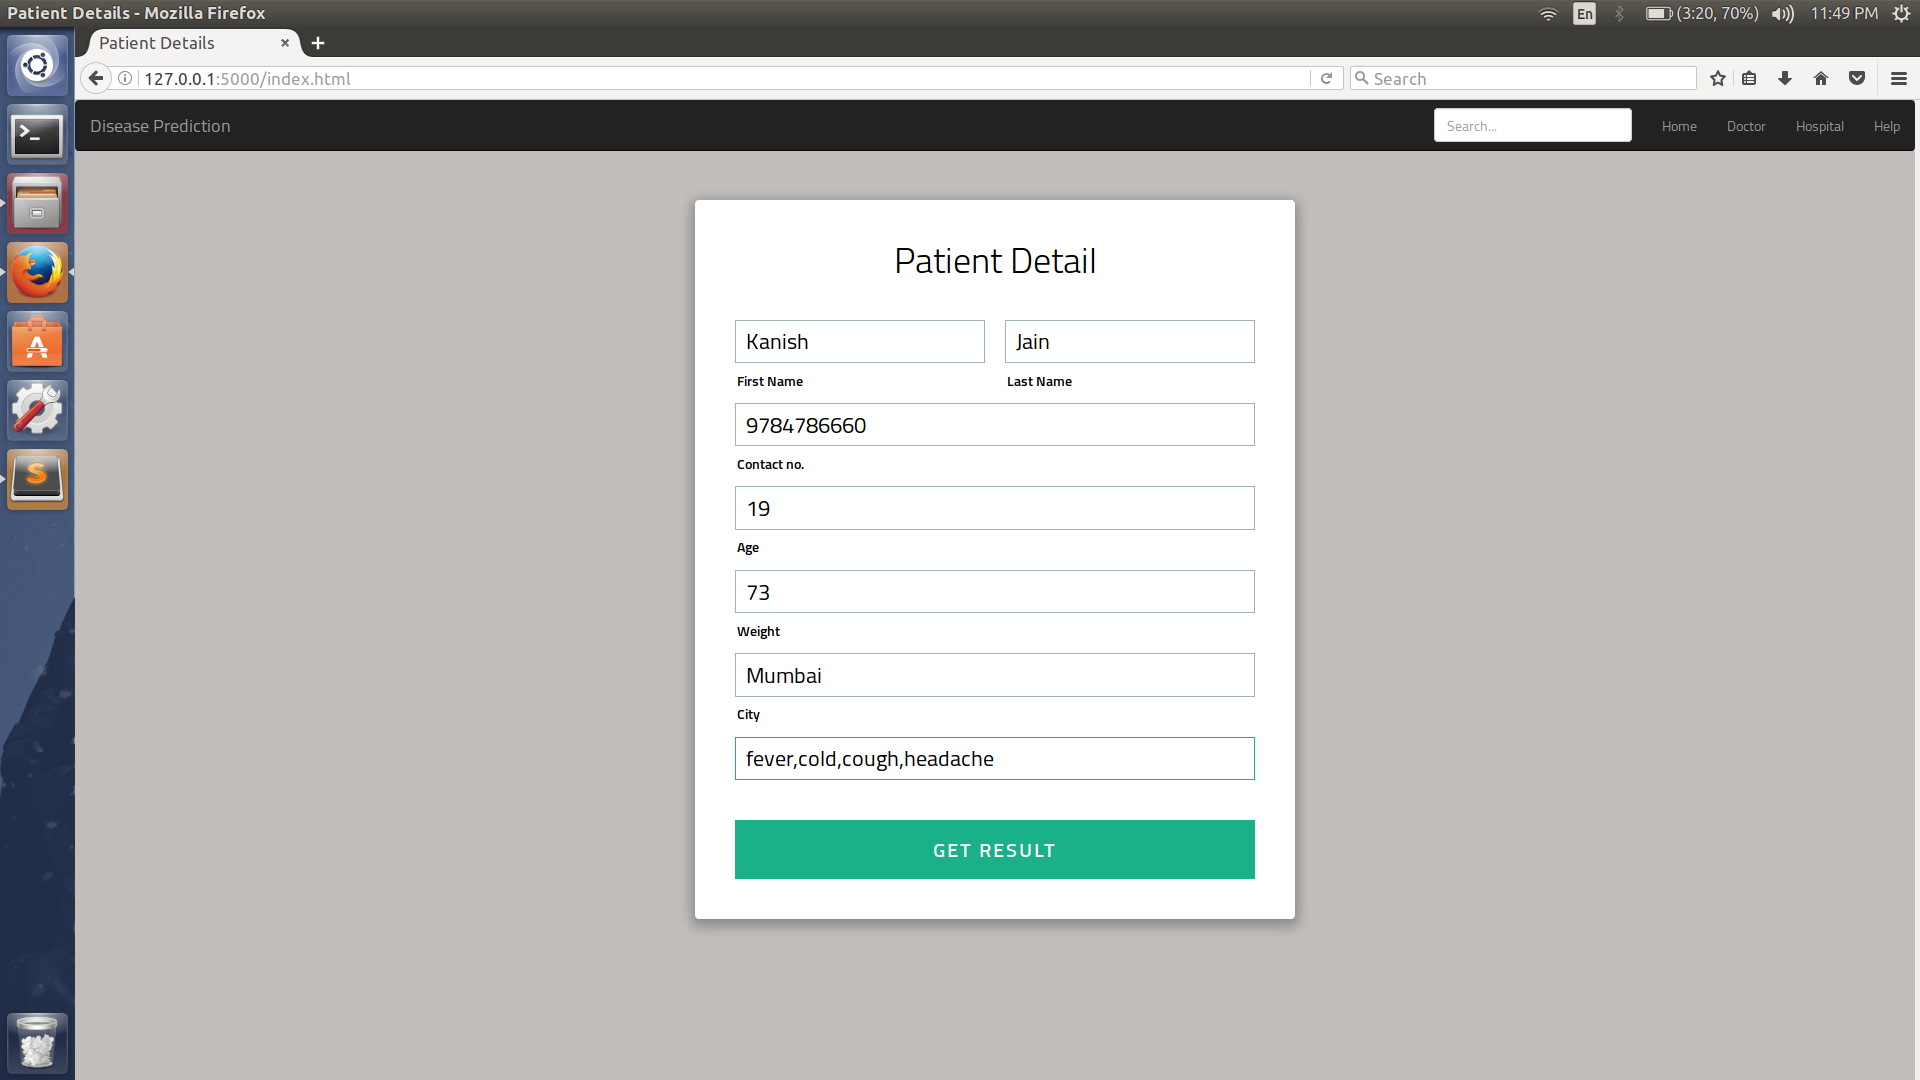 Patient Details - Mozilla Firefox
En
(3:20, 70%)
11:49 PM
Patient Details
127.0.0.1:5000/index.html
Search
Disease Prediction
Search...
Home
Doctor
Hospital
Help
Patient Detail
Kanish
Jain
First Name
Last Name
9784786660
Contact no.
19
Age
73
Weight
Mumbai
City
fever,cold,cough,headache
GET RESULT